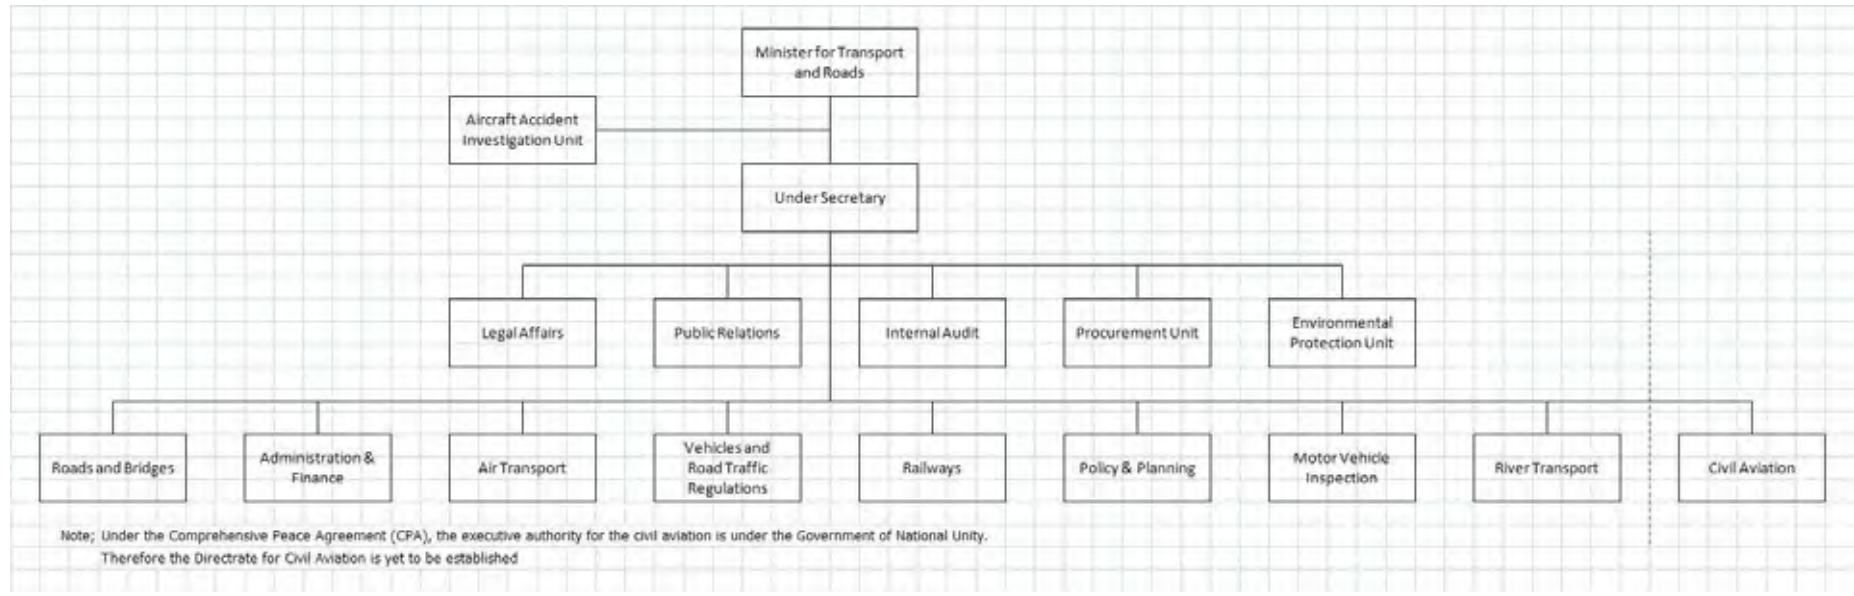 Minister for Transport
and Roads
Aircraft Accident
Investigation Unit
Under Secretary
Legal Affairs
Public Relations
Internal Audit
Procurement Unit
Environmental
Protection Unit
Roads and Bridges
Administration &
Finance
Air Transport
Vehicles and
Road Traffic
Regulations
Railways
Policy & Planning
Motor Vehicle
Inspection
River Transport
Civil Aviation
Note; Under the Comprehensive Peace Agreement (CPA), the executive authority for the civil aviation is under the Government of National Unity.
Therefore the Directrate for Civil Aviation is yet to be established